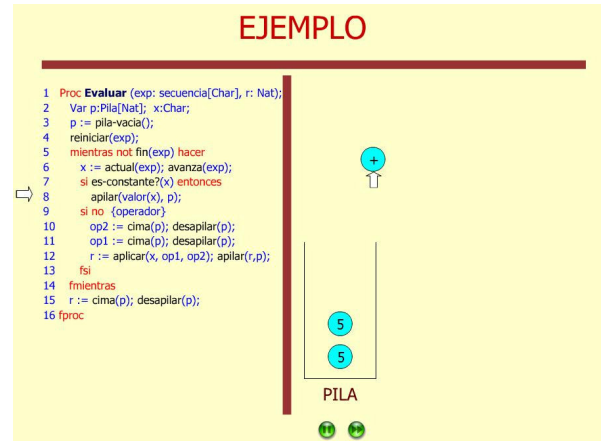 EJEMPLO
1 Proc Evaluar (exp: secuencia[Char], r: Nat);
2 Var p:Pila[Nat]; x:Char;
3 p := pila-vacia();
4 reiniciar(exp);
5 mientras not fin(exp) hacer
6 x := actual(exp); avanza(exp);
7 si es-constante?(x) entonces
8 apilar(valor(x), p);
9 si no {operador}
10 op2 := cima(p); desapilar(p);
11 op1 := cima(p); desapilar(p);
12 r := aplicar(x, op1, op2); apilar(r,p);
13 fsi
14 fmientras
15 r := cima(p); desapilar(p);
16 fproc
+
5
5
PILA